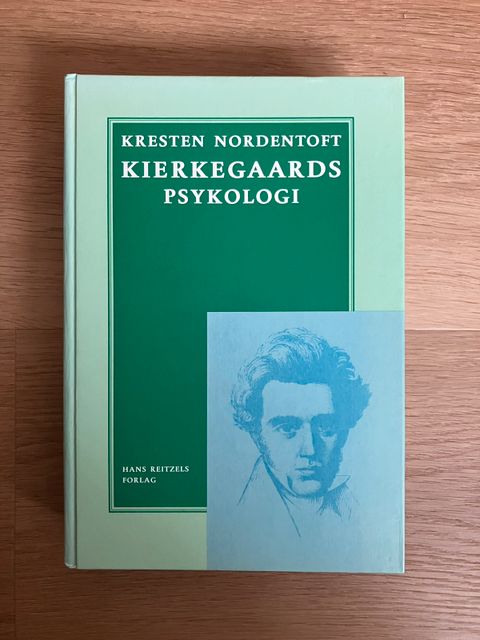 KRESTEN NORDENTOFT
KIERKEGAARDS
PSYKOLOGI
HANS REITZELS
FORLAG